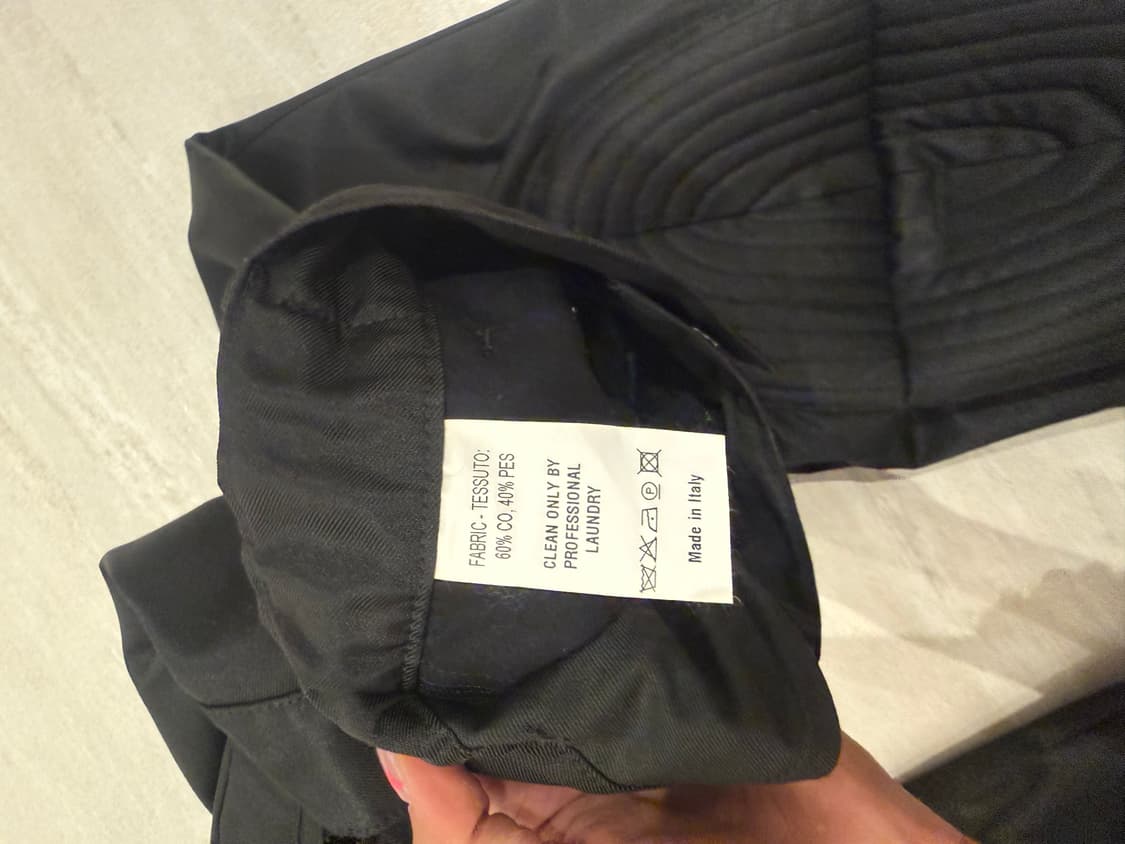 FABRIC - TESSUTO:
60% CO, 40% PES
CLEAN ONLY BY
PROFESSIONAL
LAUNDRY
P
Made in Italy